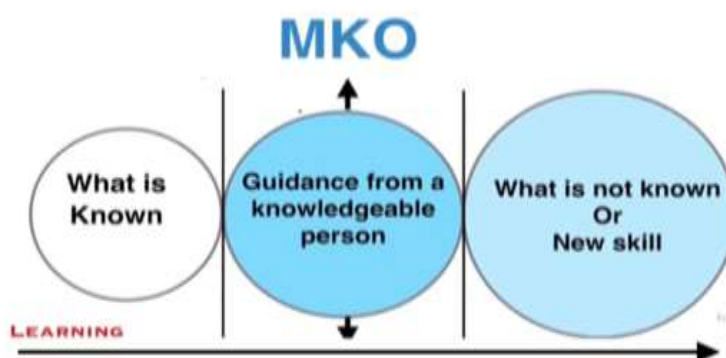 MKO
What is
Known
Guidance from a
knowledgeable
person
What is not known
Or
New skill
LEARNING